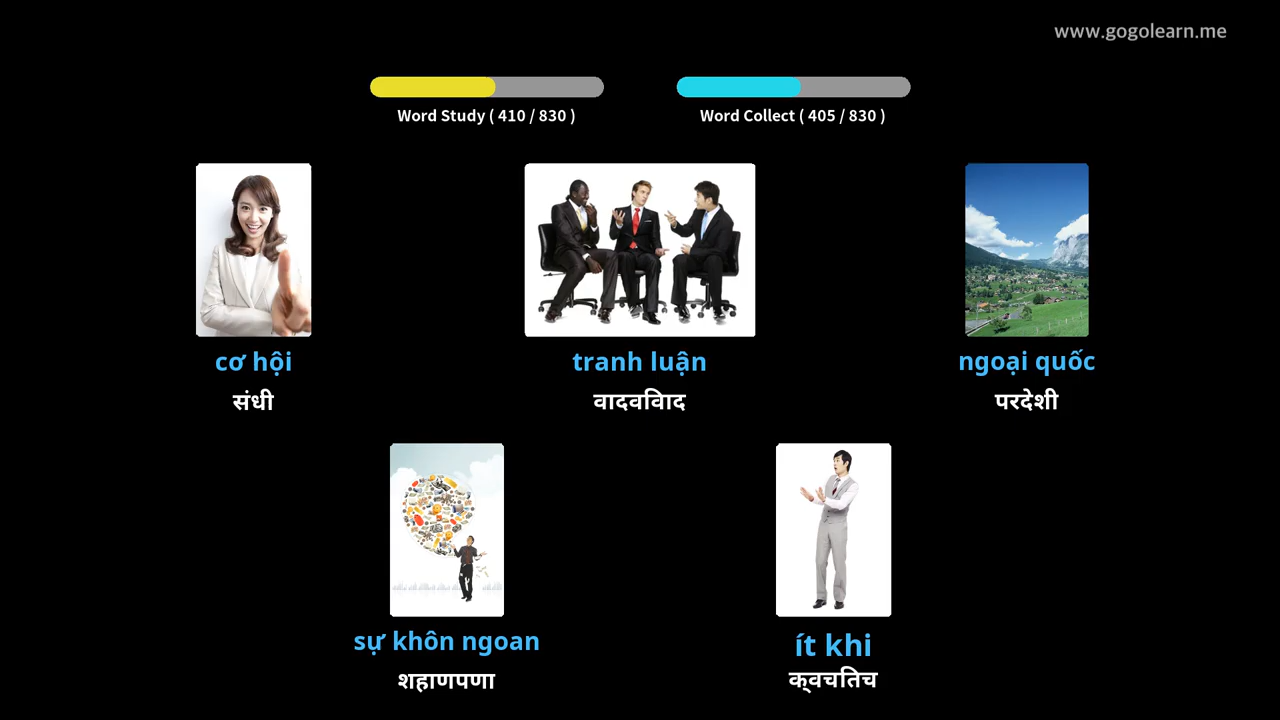 www.gogolearn.me
Word Study ( 410 / 830 )
Word Collect ( 405 / 830 )
cơ hội
संधी
tranh luận
वादविवाद
ngoại quốc
परदेशी
sự khôn ngoan
शहाणपणा
ít khi
क्वचितच